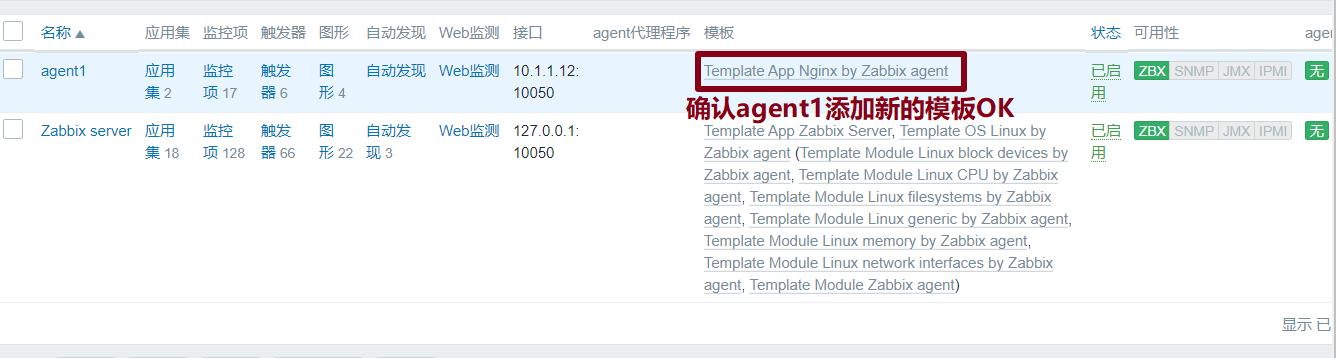 名称 应用集 监控项 触发器 图形 自动发现 Web监测 接口 agent代理程序 模板 状态 可用性
agent1 应用集 2 监控项 17 触发器 6 图形 4 自动发现 Web监测 10.1.1.12: 10050 Template App Nginx by Zabbix agent 已启用 ZBX SNMP JMX IPMI 无
确认agent1添加新的模板OK
Zabbix server 应用集 18 监控项 128 触发器 66 图形 22 自动发现 3 Web监测 127.0.0.1: 10050 Template App Zabbix Server, Template OS Linux by 已启用 ZBX SNMP JMX IPMI 无
Zabbix agent (Template Module Linux block devices by
Zabbix agent, Template Module Linux CPU by Zabbix
agent, Template Module Linux filesystems by Zabbix
agent, Template Module Linux generic by Zabbix agent,
Template Module Linux memory by Zabbix agent,
Template Module Linux network interfaces by Zabbix
agent, Template Module Zabbix agent)
显示 已